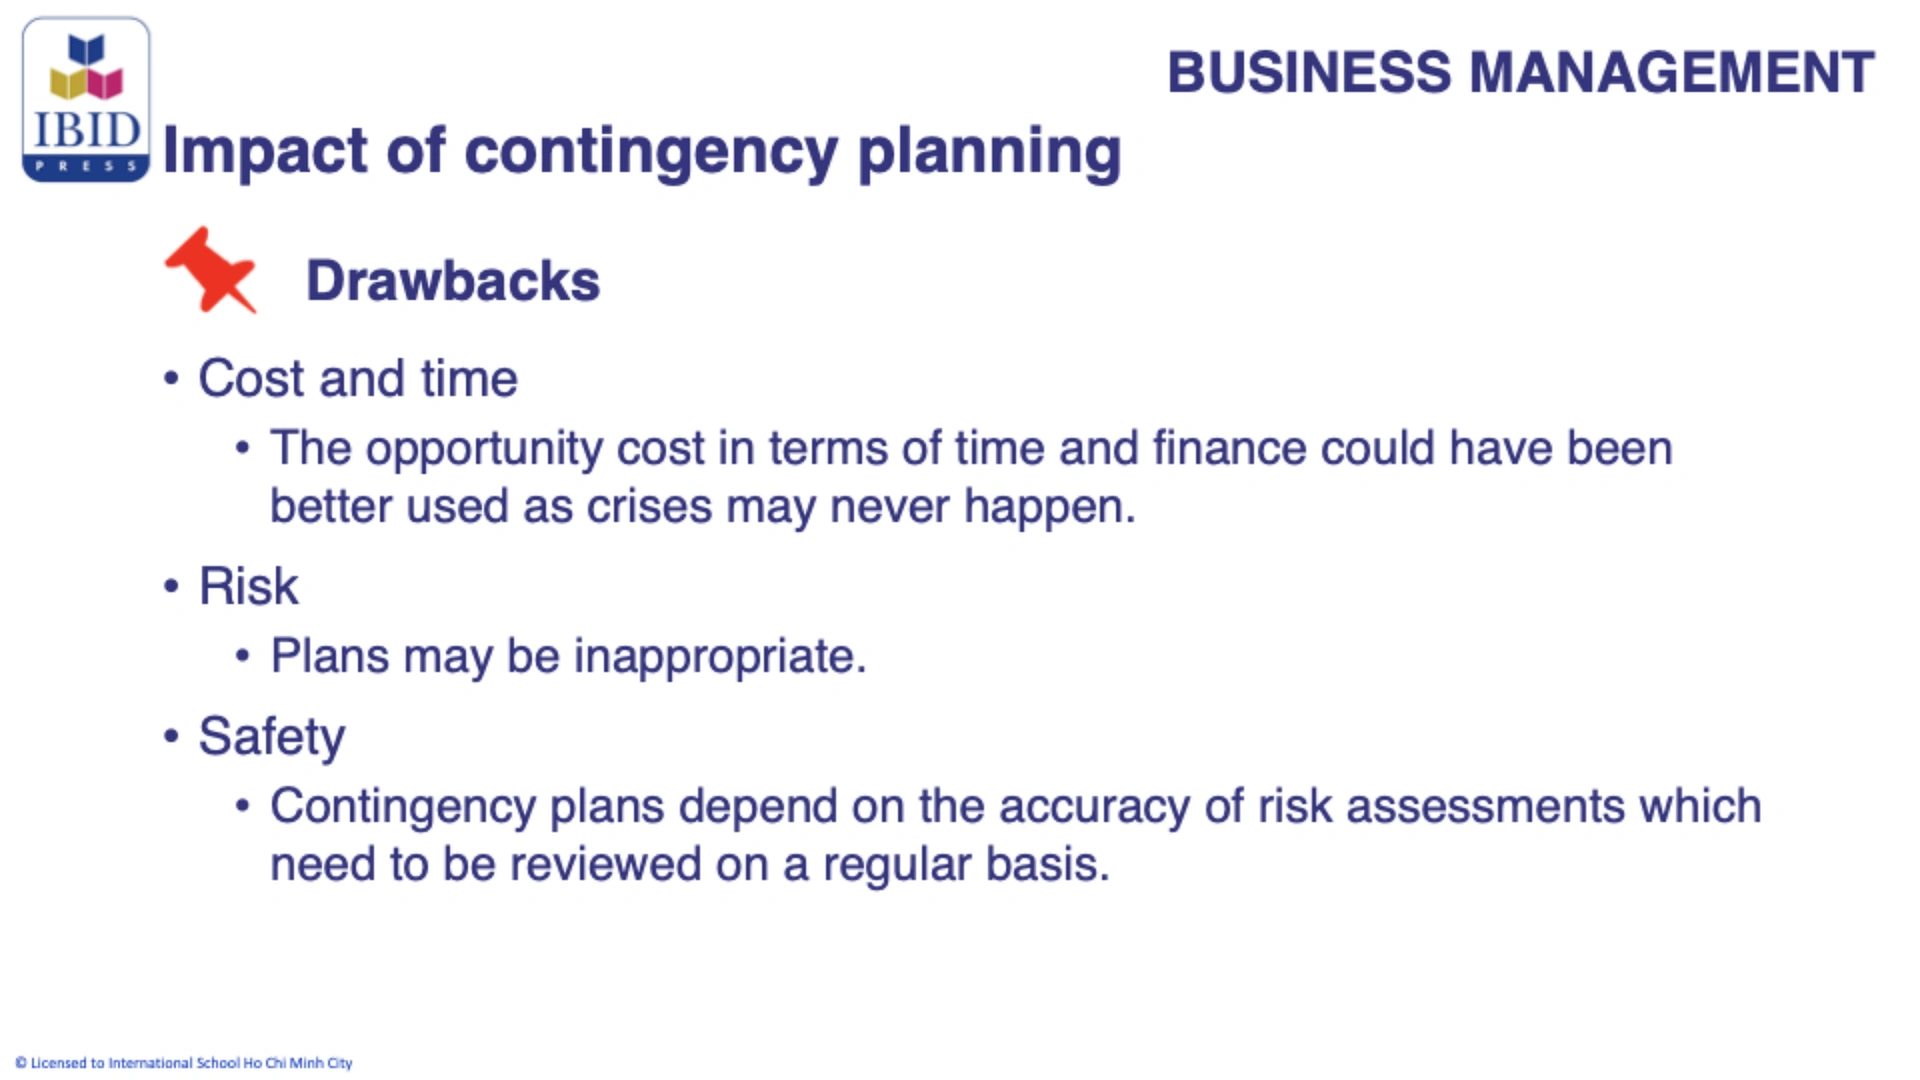 IBID
PRESS
BUSINESS MANAGEMENT
Impact of contingency planning
Drawbacks
• Cost and time
• The opportunity cost in terms of time and finance could have been
better used as crises may never happen.
• Risk
• Plans may be inappropriate.
• Safety
• Contingency plans depend on the accuracy of risk assessments which
need to be reviewed on a regular basis.
© Licensed to International School Ho Chi Minh City